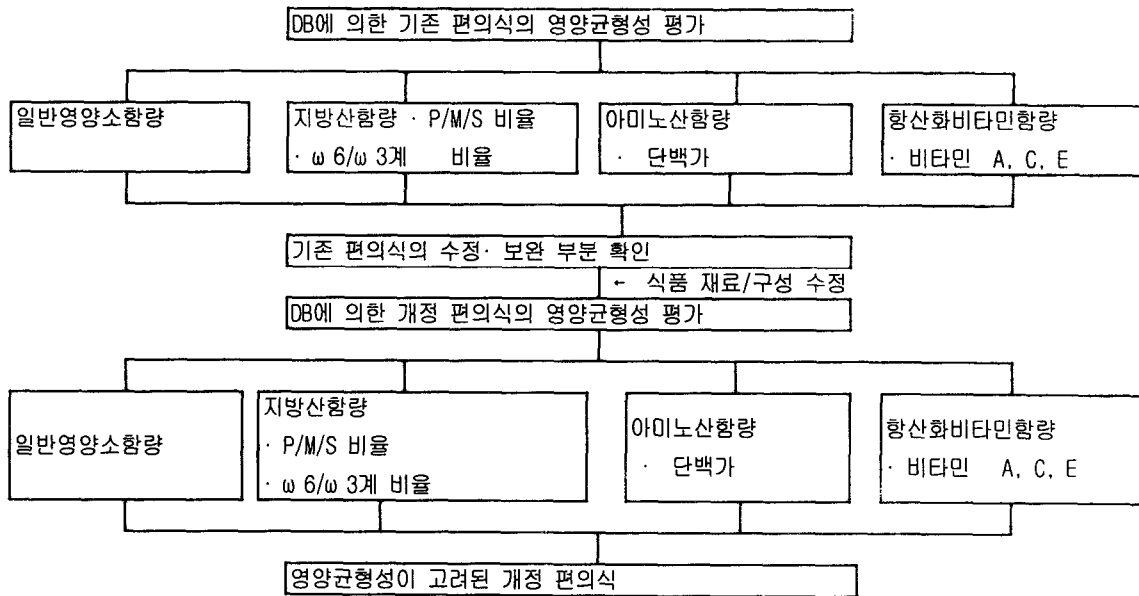 DB에 의한 기존 편의식의 영양균형성 평가
일반영양소함량
지방산함량 · P/M/S 비율
· ω 6/ω 3계 비율
아미노산함량
· 단백가
항산화비타민함량
· 비타민 A, C, E
기존 편의식의 수정· 보완 부분 확인
← 식품 재료/구성 수정
DB에 의한 개정 편의식의 영양균형성 평가
일반영양소함량
지방산함량
· P/M/S 비율
· ω 6/ω 3계 비율
아미노산함량
· 단백가
항산화비타민함량
· 비타민 A, C, E
영양균형성이 고려된 개정 편의식